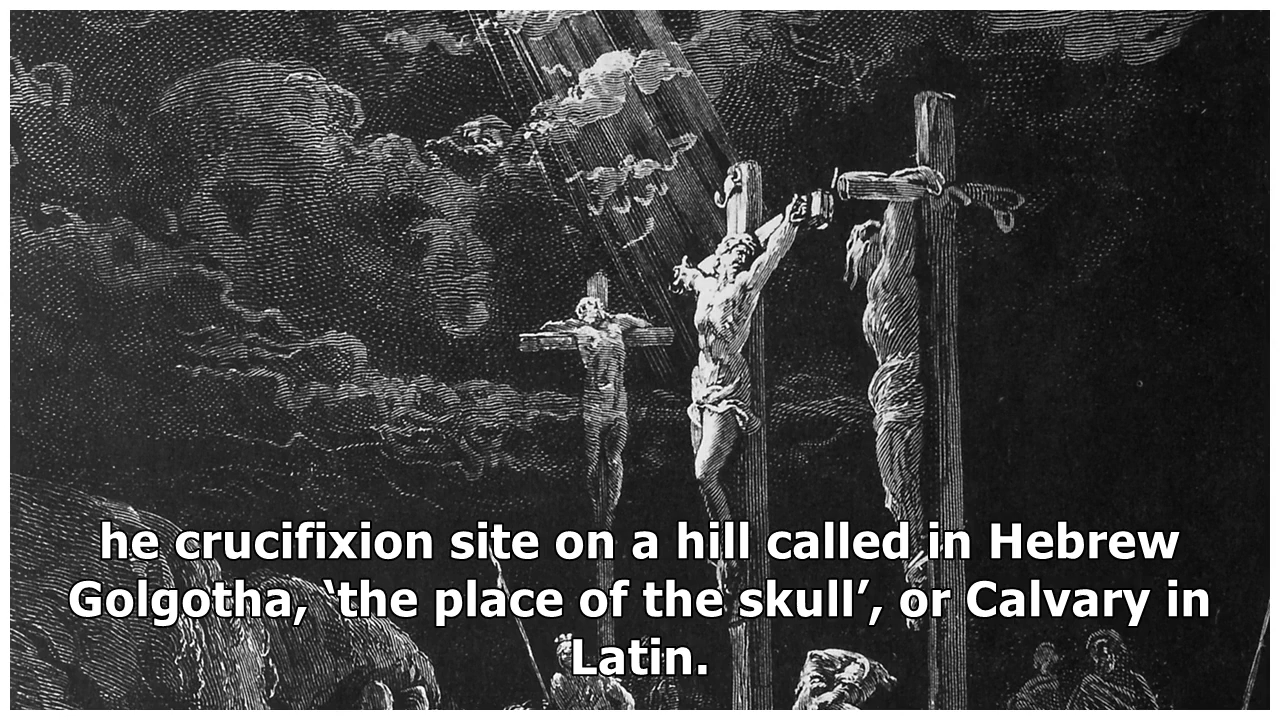 he crucifixion site on a hill called in Hebrew
Golgotha, ‘the place of the skull’, or Calvary in
Latin.